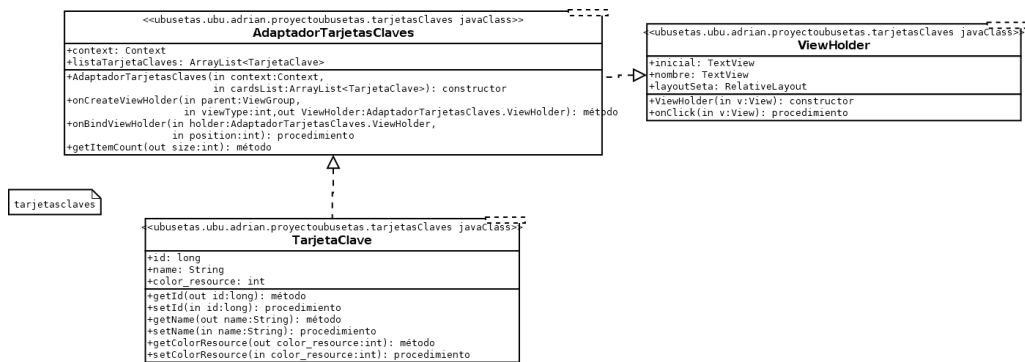 <<ubusetas.ubu.adrian.proyectoubusetas.tarjetasClaves javaClass>>
AdaptadorTarjetasClaves
+context: Context
+listaTarjetaClaves: ArrayList<TarjetaClave>
+AdaptadorTarjetasClaves(in context:Context,
in cardsList:ArrayList<TarjetaClave>): constructor
+onCreateViewHolder(in parent:ViewGroup,
in viewType:int,out ViewHolder:AdaptadorTarjetasClaves.ViewHolder): método
+onBindViewHolder(in holder:AdaptadorTarjetasClaves.ViewHolder,
in position:int): procedimiento
+getItemCount(out size:int): método
<<ubusetas.ubu.adrian.proyectoubusetas.tarjetasClaves javaClass>>
ViewHolder
+inicial: TextView
+nombre: TextView
+layoutSeta: RelativeLayout
+ViewHolder(in v:View): constructor
+onClick(in v:View): procedimiento
tarjetasclaves
<<ubusetas.ubu.adrian.proyectoubusetas.tarjetasClaves javaClass>>
TarjetaClave
+id: long
+name: String
+color_resource: int
+getId(out id:long): método
+setId(in id:long): procedimiento
+getName(out name:String): método
+setName(in name:String): procedimiento
+getColorResource(out color_resource:int): método
+setColorResource(in color_resource:int): procedimiento